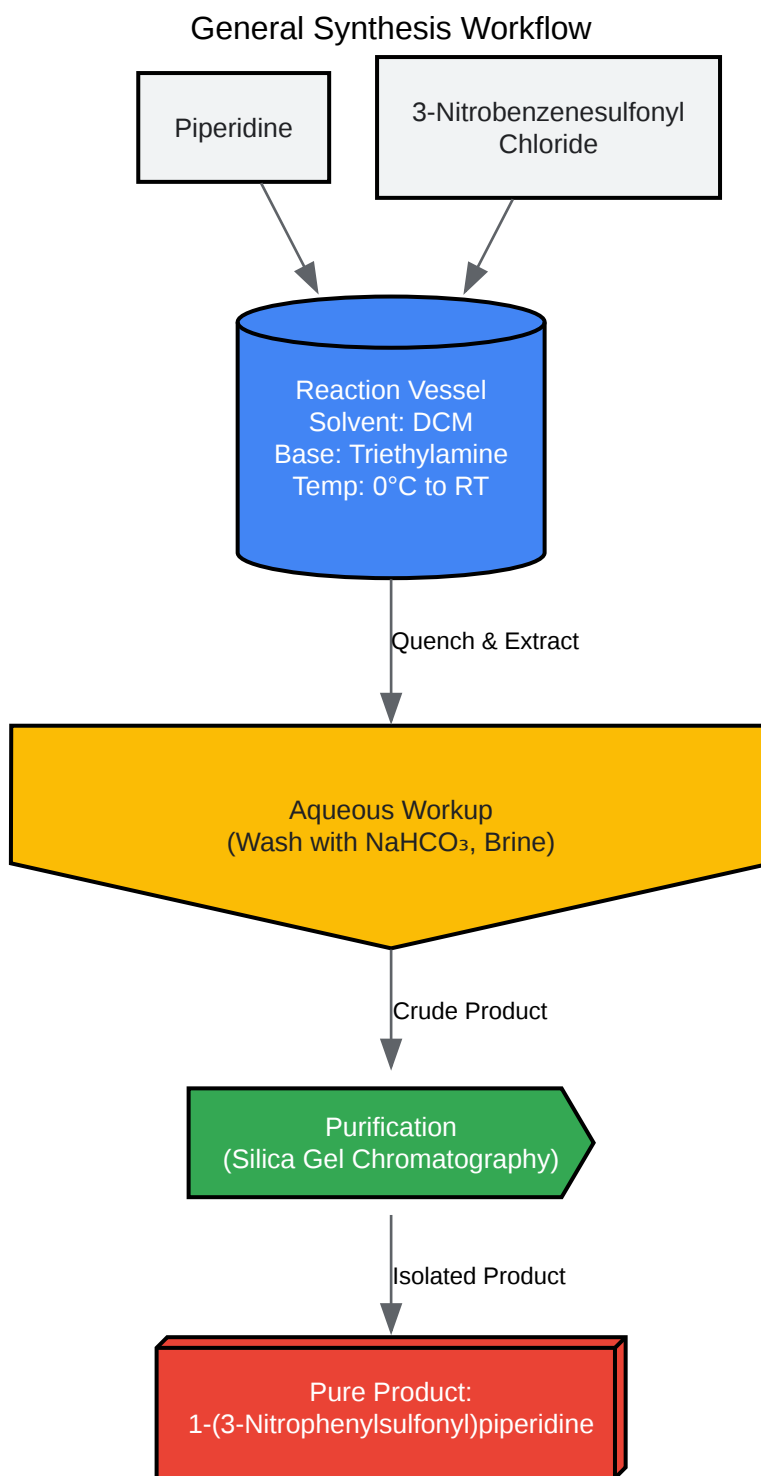 General Synthesis Workflow
Piperidine
3-Nitrobenzenesulfonyl
Chloride
Reaction Vessel
Solvent: DCM
Base: Triethylamine
Temp: 0°C to RT
Quench & Extract
Aqueous Workup
(Wash with NaHCO₃, Brine)
Crude Product
Purification
(Silica Gel Chromatography)
Isolated Product
Pure Product:
1-(3-Nitrophenylsulfonyl)piperidine